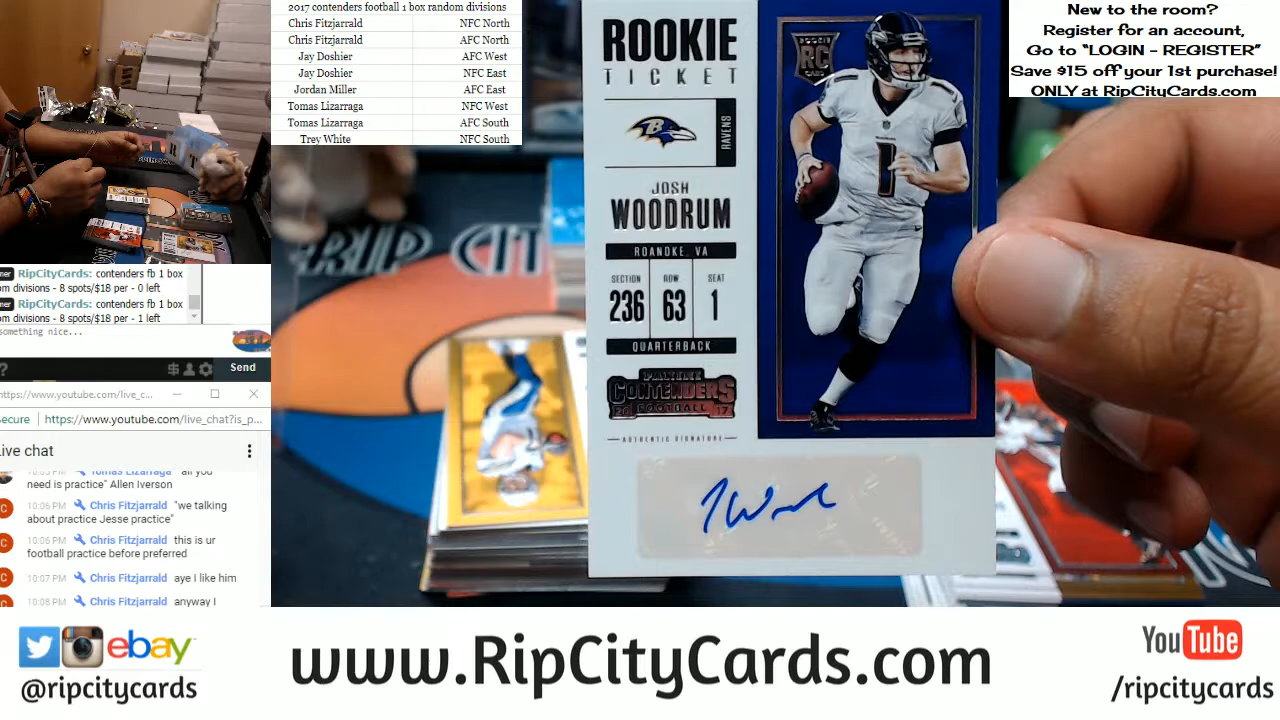 2017 contenders football 1 box random divisions
Chris Fitzjarrald NFC North
Chris Fitzjarrald AFC North
Jay Doshier AFC West
Jay Doshier NFC East
Jordan Miller AFC East
Tomas Lizarraga NFC West
Tomas Lizarraga AFC South
Trey White NFC South
New to the room?
Register for an account,
Go to “LOGIN - REGISTER”
Save $15 off your 1st purchase!
ONLY at RipCityCards.com
ROOKIE
TICKET
RC
B
RAVENS
JOSH
WOODRUM
ROANOKE, VA
SECTION ROW SEAT
236 63 1
QUARTERBACK
PANINI
CONTENDERS
20 FOOTBALL 17
AUTHENTIC SIGNATURE
1
RIP CIT
RipCityCards: contenders fb 1 box
om divisions - 8 spots/$18 per - 0 left
RipCityCards: contenders fb 1 box
om divisions - 8 spots/$18 per - 1 left
something nice...
?
$
Send
https://www.youtube.com/live_c...
ecure https://www.youtube.com/live_chat?is_p...
Live chat
Tomas Lizarraga "all you
need is practice" Allen Iverson
C 10:06 PM Chris Fitzjarrald "we talking
about practice Jesse practice"
C 10:06 PM Chris Fitzjarrald this is ur
football practice before preferred
C 10:07 PM Chris Fitzjarrald aye I like him
C 10:08 PM Chris Fitzjarrald anyway I
ebay
@ripcitycards
www.RipCityCards.com
YouTube
/ripcitycards